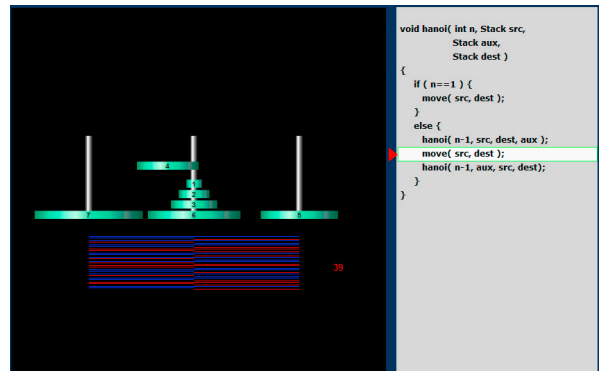 void hanoi( int n, Stack src,
Stack aux,
Stack dest )
{
if ( n==1 ) {
move( src, dest );
}
else {
hanoi( n-1, src, dest, aux );
move( src, dest );
hanoi( n-1, aux, src, dest);
}
}
4
1
2
3
7 6 5
39